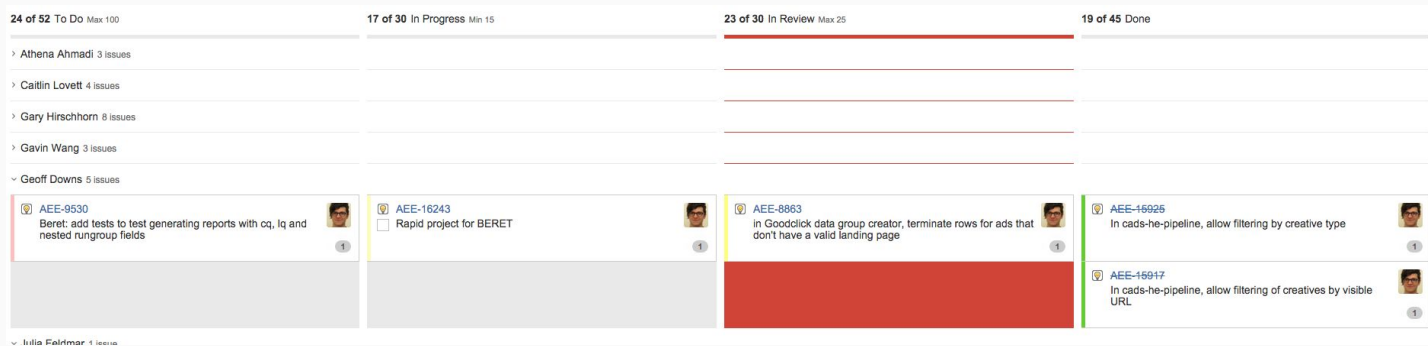 24 of 52 To Do Max 100
17 of 30 In Progress Min 15
23 of 30 In Review Max 25
19 of 45 Done
Athena Ahmadi 3 issues
Caitlin Lovett 4 issues
Gary Hirschhorn 8 issues
Gavin Wang 3 issues
Geoff Downs 5 issues
AEE-9530
Beret: add tests to test generating reports with cq, lq and
nested rungroup fields
1
AEE-16243
Rapid project for BERET
1
AEE-8863
in Goodclick data group creator, terminate rows for ads that
don't have a valid landing page
1
AEE-15925
In cads-he-pipeline, allow filtering by creative type
1
AEE-15917
In cads-he-pipeline, allow filtering of creatives by visible
URL
1
Julia Feldmar 1 issue